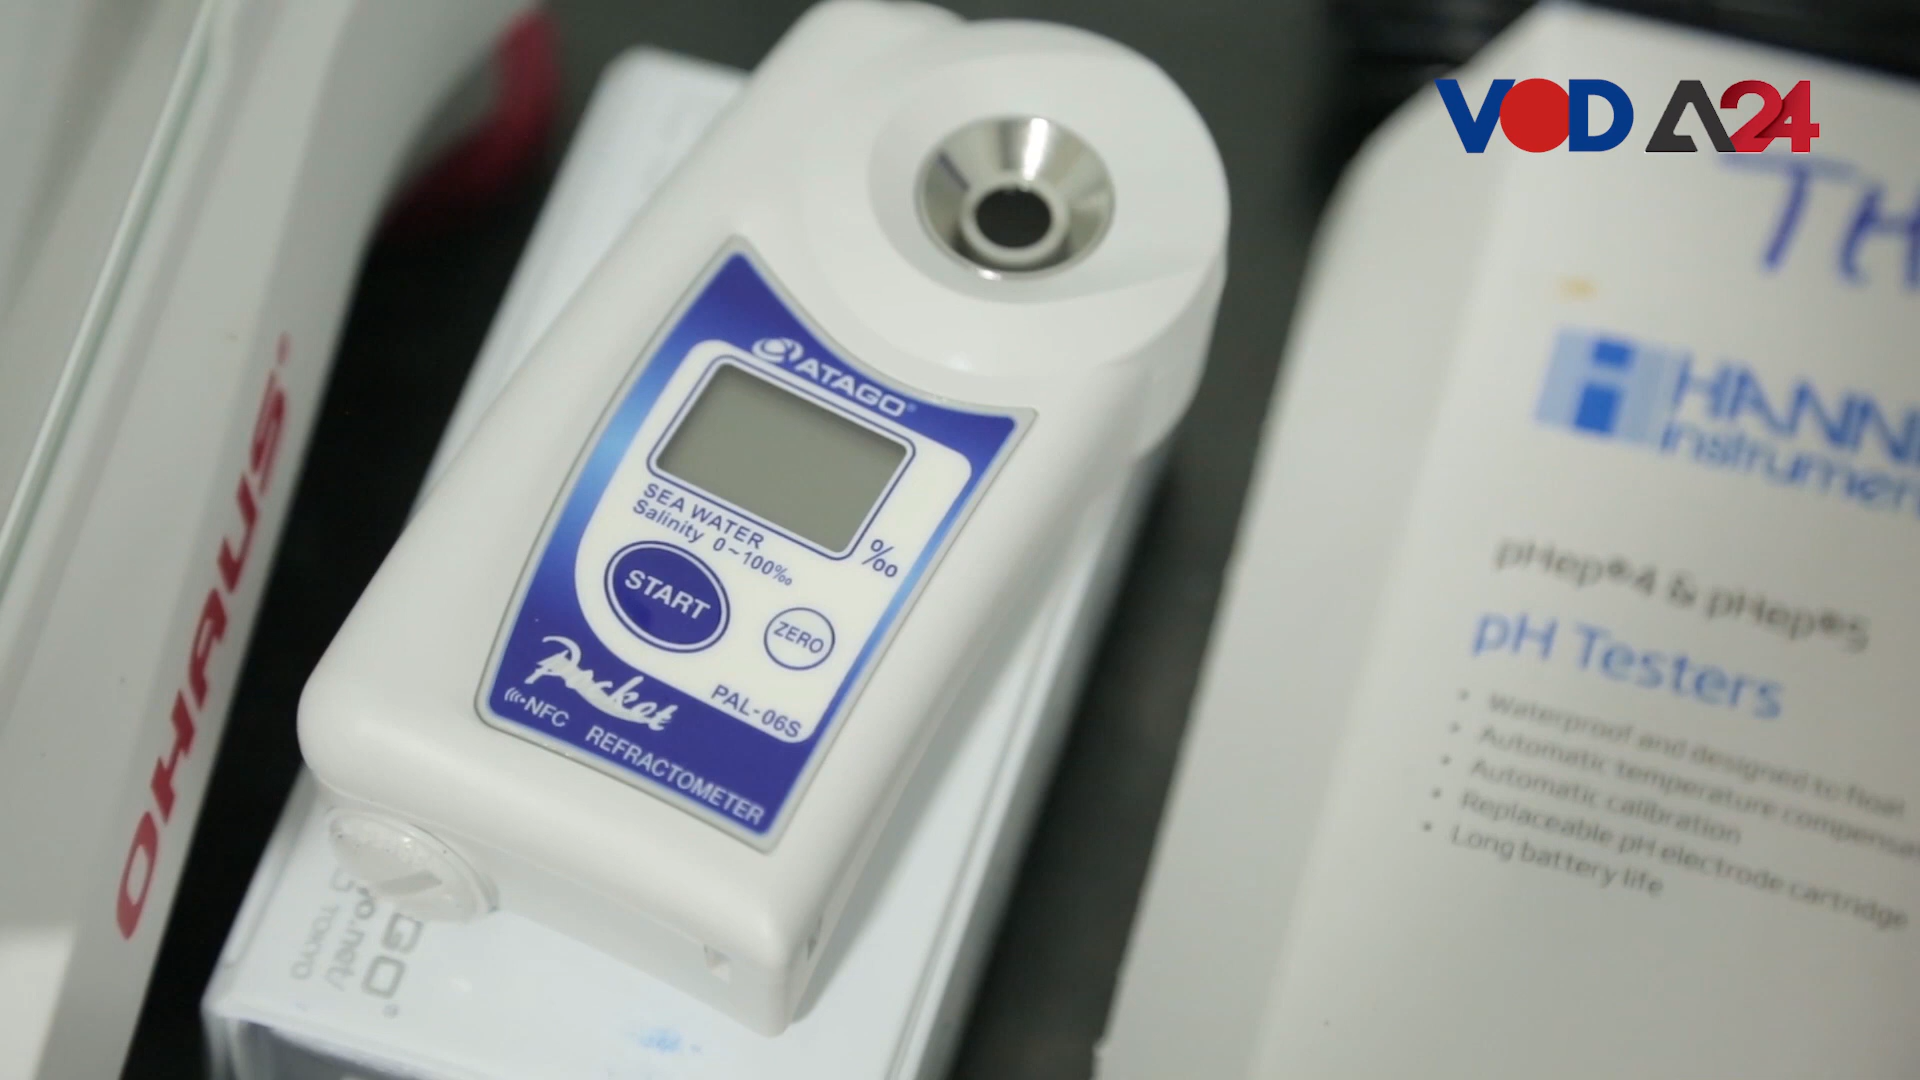 VOD A24
OHAUS®
ATAGO®
SEA WATER
Salinity 0~100‰
‰
START
ZERO
Pocket
PAL-06S
NFC
REFRACTOMETER
TOKYO
TH
HANN
instrumen
pHep®4 & pHep®5
pH Testers
• Waterproof and designed to float
• Automatic temperature compensa
• Automatic calibration
• Replaceable pH electrode cartridge
• Long battery life